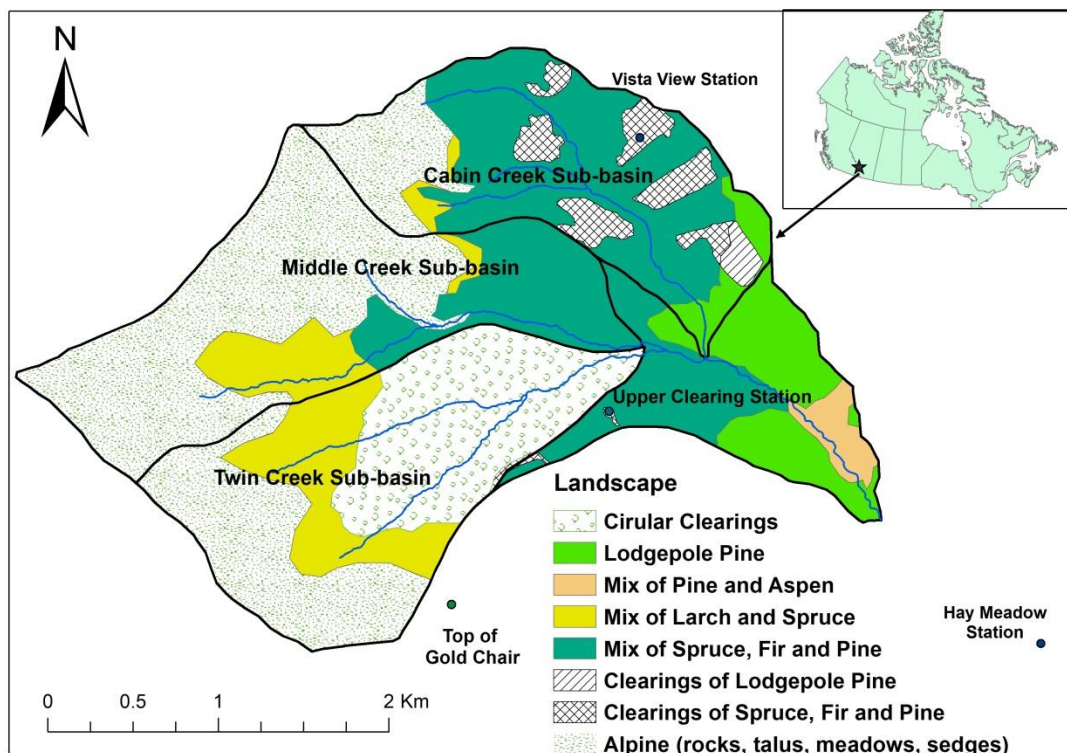 N
Vista View Station
Cabin Creek Sub-basin
Middle Creek Sub-basin
Upper Clearing Station
Twin Creek Sub-basin
Landscape
Cirular Clearings
Lodgepole Pine
Mix of Pine and Aspen
Mix of Larch and Spruce
Mix of Spruce, Fir and Pine
Clearings of Lodgepole Pine
Clearings of Spruce, Fir and Pine
Alpine (rocks, talus, meadows, sedges)
Hay Meadow
Station
Top of
Gold Chair
0 0.5 1 2 Km